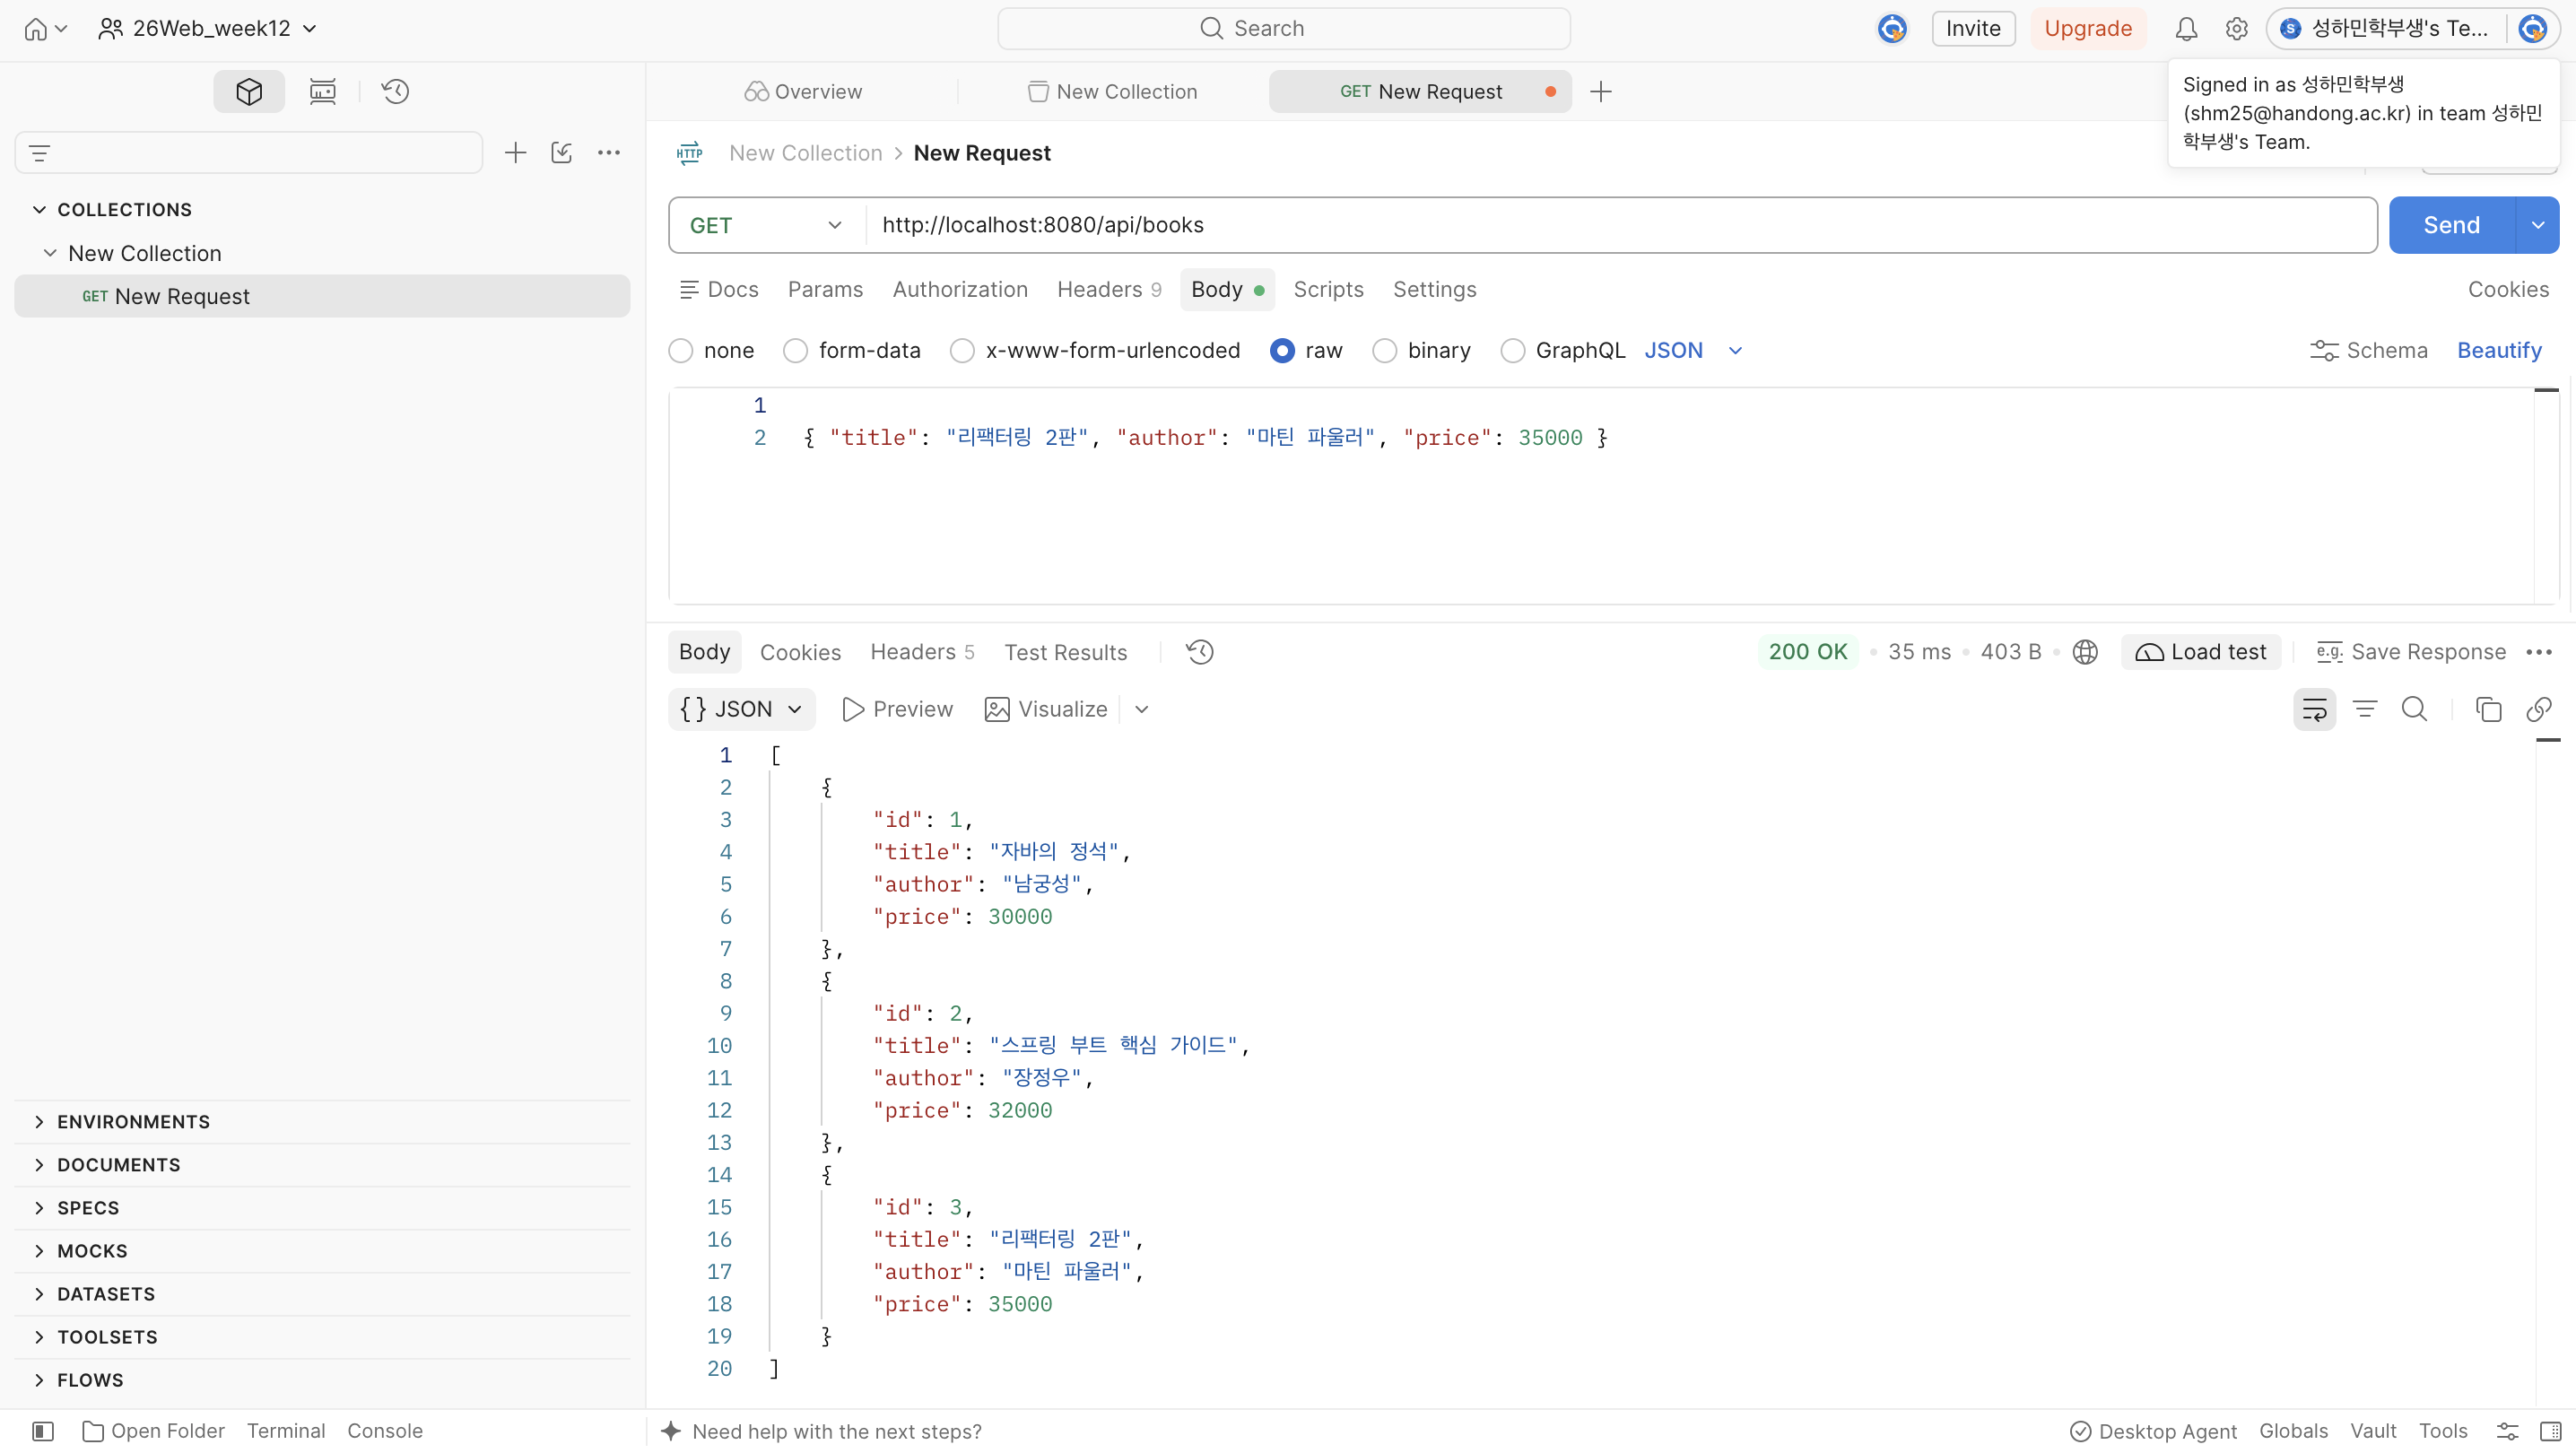 26Web_week12
Search
Invite
Upgrade
성하민학부생's Te...
Signed in as 성하민학부생
(shm25@handong.ac.kr) in team 성하민
학부생's Team.
Overview
New Collection
GET New Request
HTTP
New Collection > New Request
COLLECTIONS
New Collection
GET New Request
GET
http://localhost:8080/api/books
Send
Docs
Params
Authorization
Headers 9
Body
Scripts
Settings
Cookies
none
form-data
x-www-form-urlencoded
raw
binary
GraphQL
JSON
Schema
Beautify
1
2 { "title": "리팩터링 2판", "author": "마틴 파울러", "price": 35000 }
Body
Cookies
Headers 5
Test Results
200 OK
35 ms
403 B
Load test
e.g. Save Response
{ } JSON
Preview
Visualize
1 [
2 {
3 "id": 1,
4 "title": "자바의 정석",
5 "author": "남궁성",
6 "price": 30000
7 },
8 {
9 "id": 2,
10 "title": "스프링 부트 핵심 가이드",
11 "author": "장정우",
12 "price": 32000
13 },
14 {
15 "id": 3,
16 "title": "리팩터링 2판",
17 "author": "마틴 파울러",
18 "price": 35000
19 }
20 ]
ENVIRONMENTS
DOCUMENTS
SPECS
MOCKS
DATASETS
TOOLSETS
FLOWS
Open Folder
Terminal
Console
Need help with the next steps?
Desktop Agent
Globals
Vault
Tools